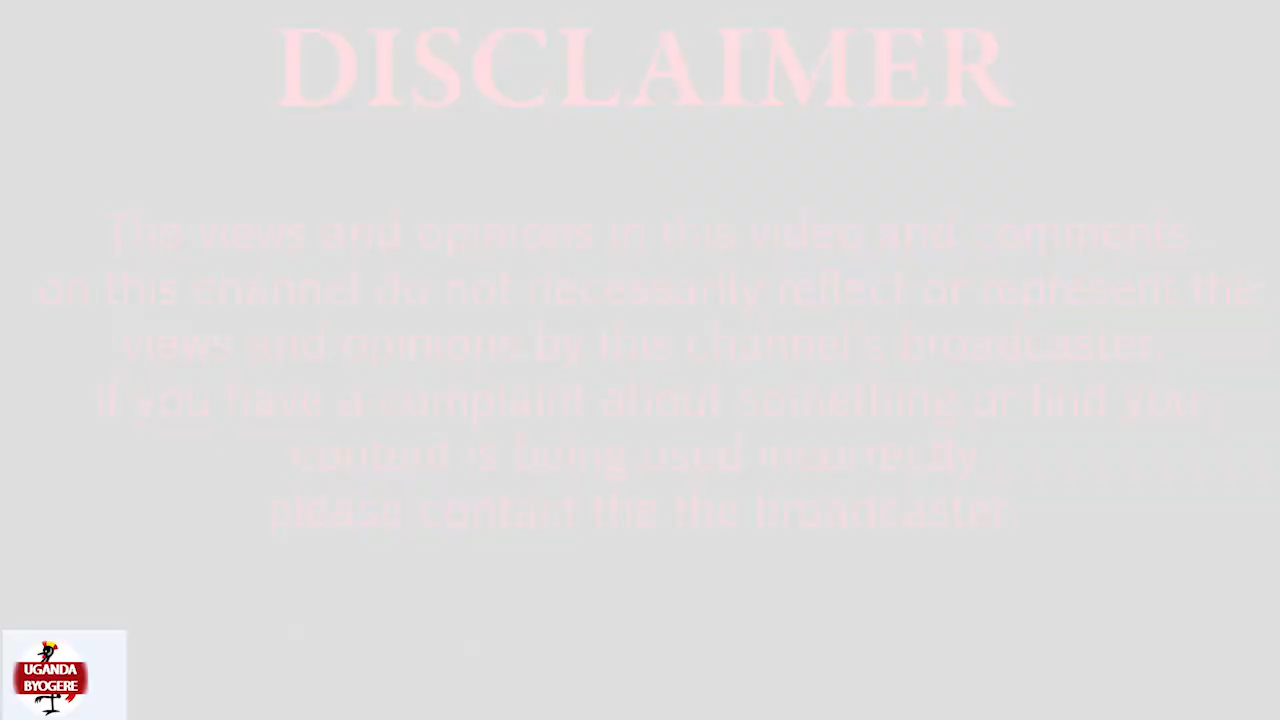 DISCLAIMER
The views and opinions in this video and comments
on this channel do not necessarily reflect or represent the
views and opinions by the channel's broadcaster.
If you have a complaint about something or find your
content is being used incorrectly
please contact the the broadcaster.
UGANDA
BYOGERE